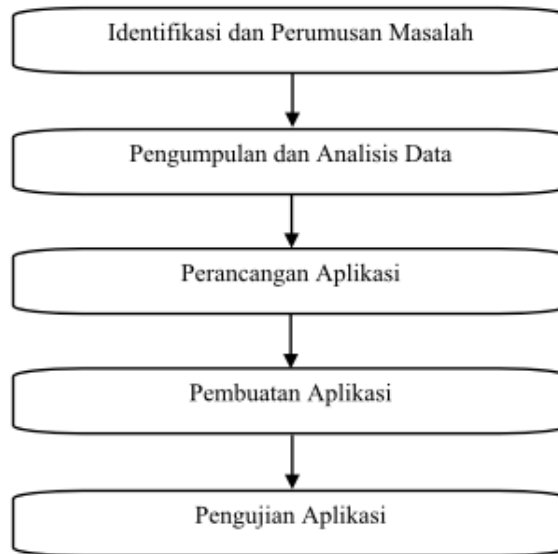 Identifikasi dan Perumusan Masalah
Pengumpulan dan Analisis Data
Perancangan Aplikasi
Pembuatan Aplikasi
Pengujian Aplikasi